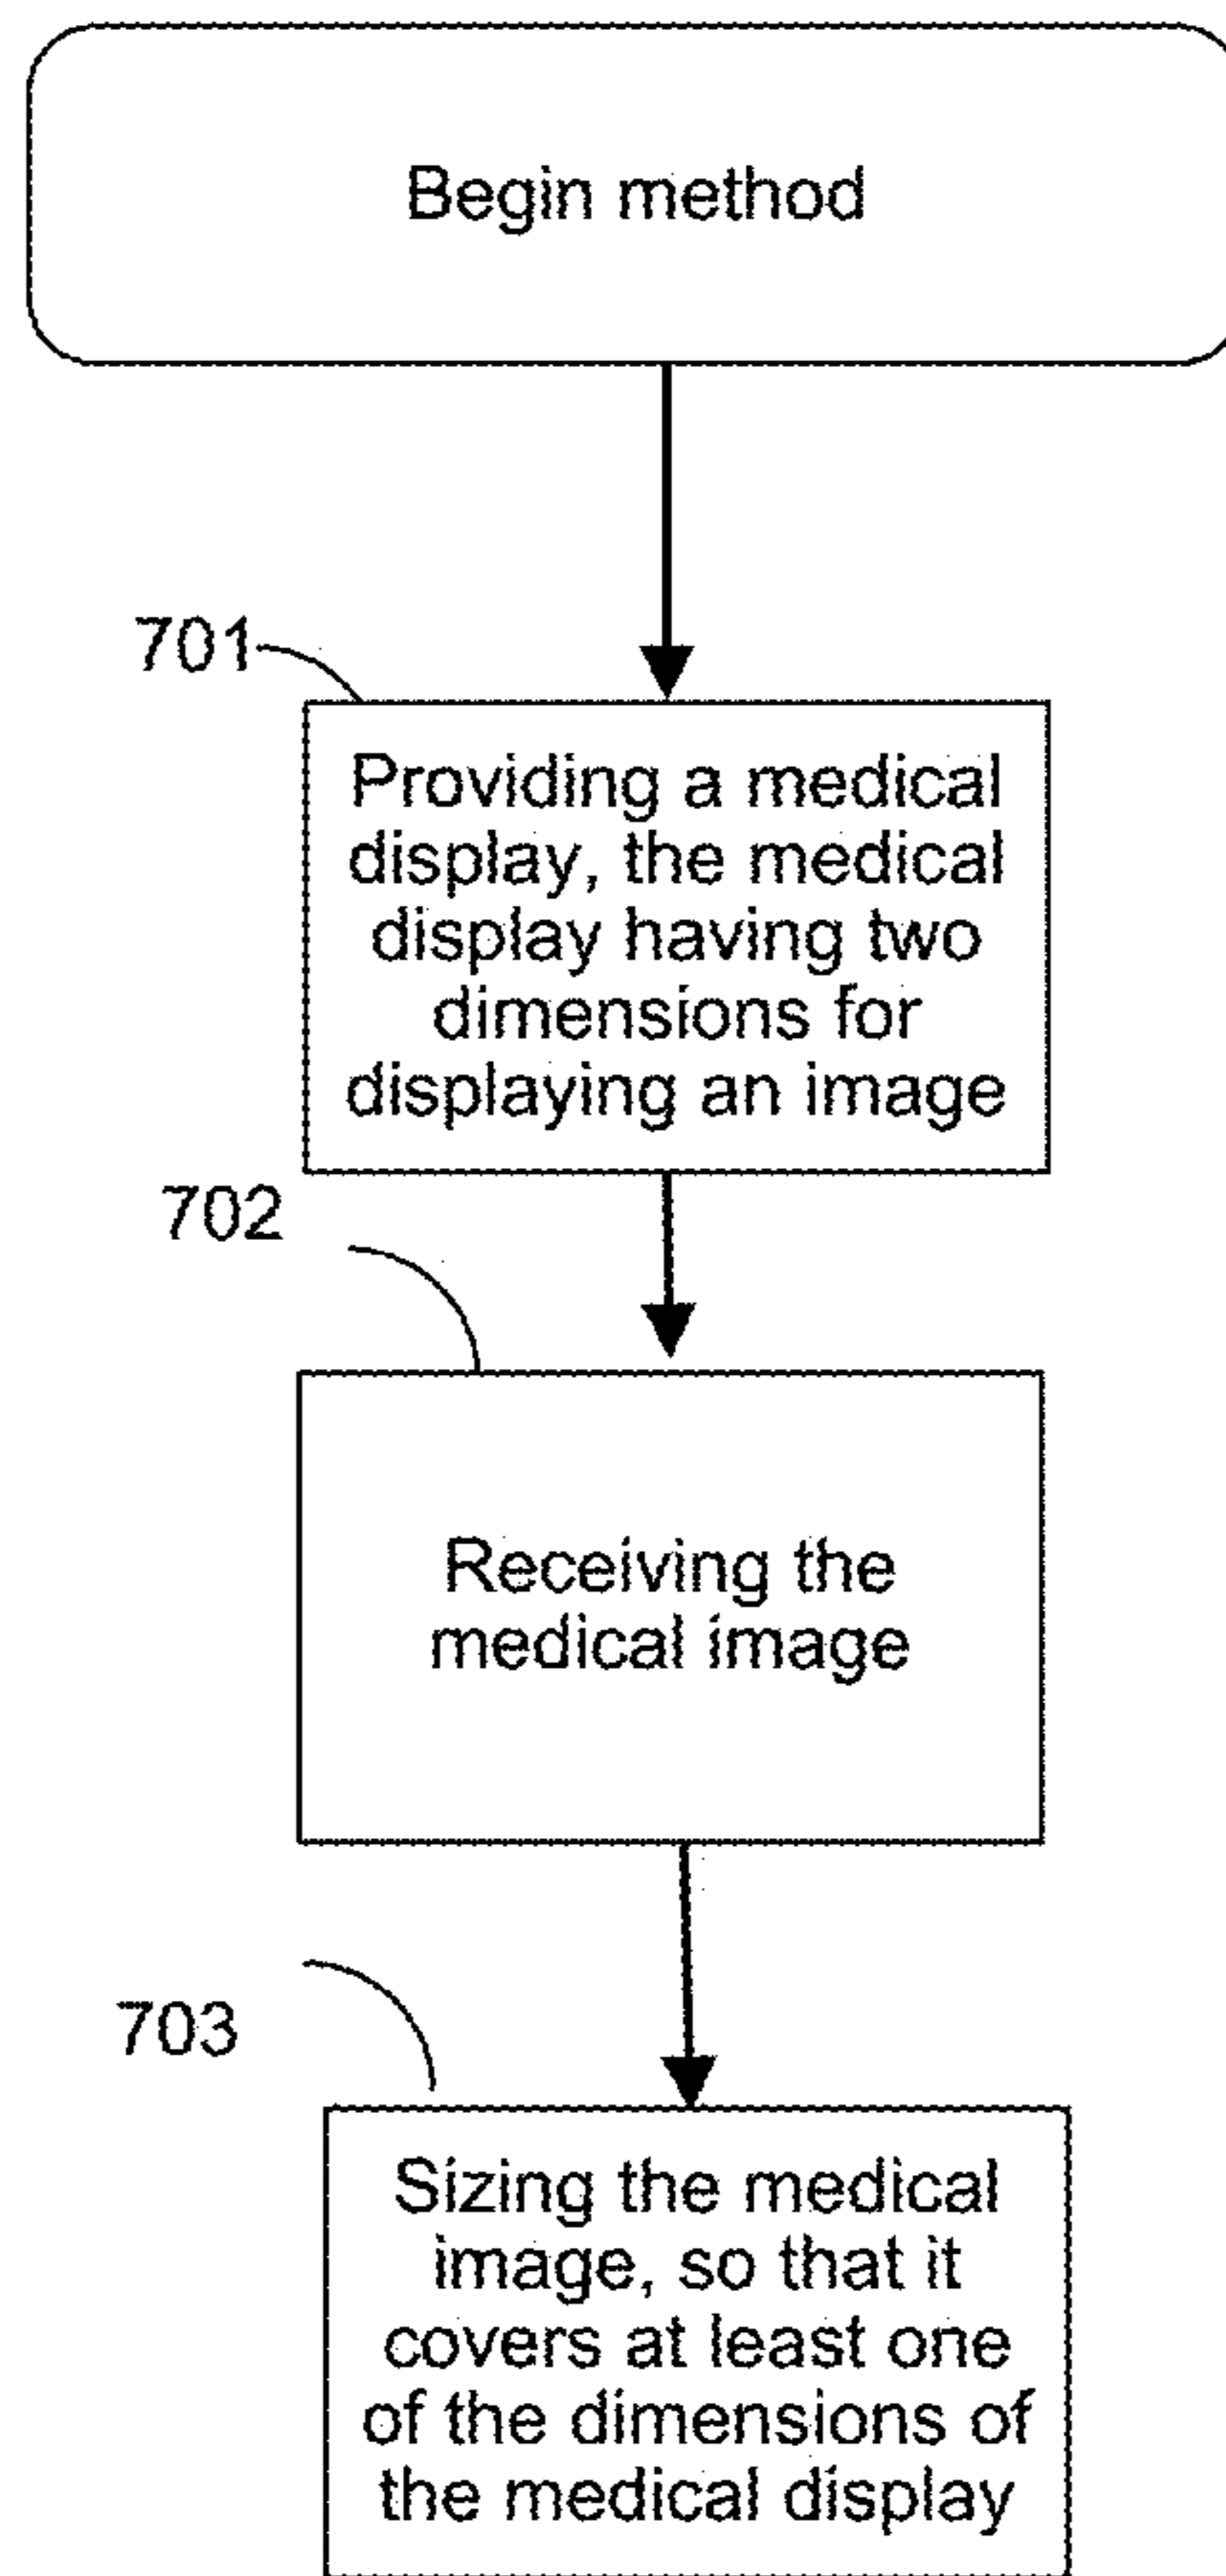 Begin method
701
Providing a medical
display, the medical
display having two
dimensions for
displaying an image
702
Receiving the
medical image
703
Sizing the medical
image, so that it
covers at least one
of the dimensions of
the medical display